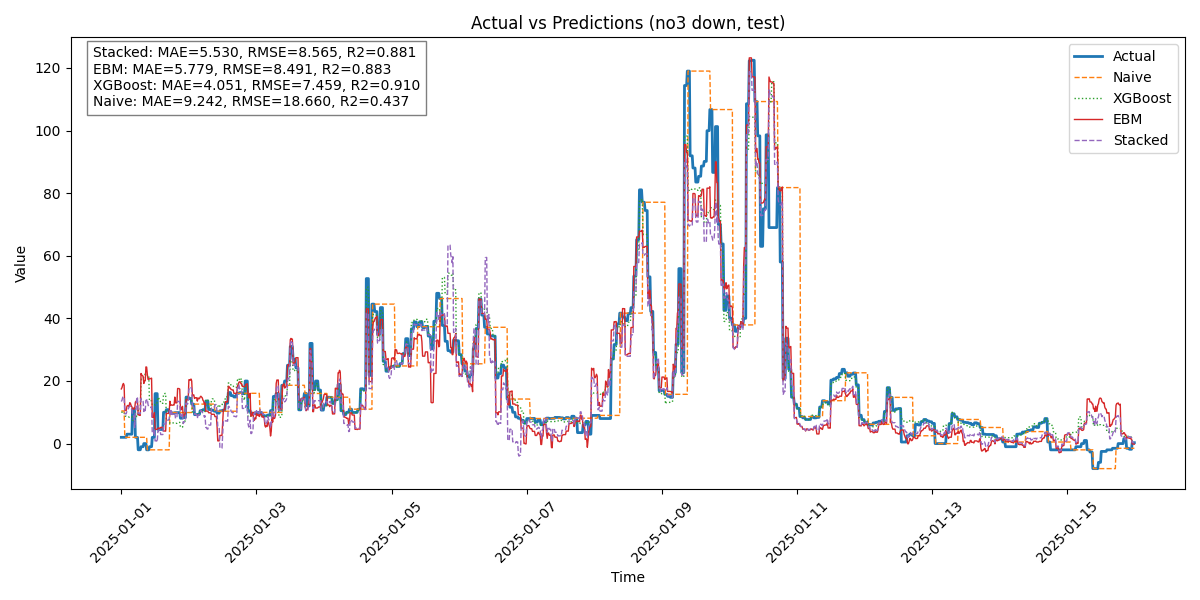 Actual vs Predictions (no3 down, test)
Stacked: MAE=5.530, RMSE=8.565, R2=0.881
EBM: MAE=5.779, RMSE=8.491, R2=0.883
XGBoost: MAE=4.051, RMSE=7.459, R2=0.910
Naive: MAE=9.242, RMSE=18.660, R2=0.437
Actual
Naive
XGBoost
EBM
Stacked
Value
120
100
80
60
40
20
0
2025-01-01
2025-01-03
2025-01-05
2025-01-07
2025-01-09
2025-01-11
2025-01-13
2025-01-15
Time